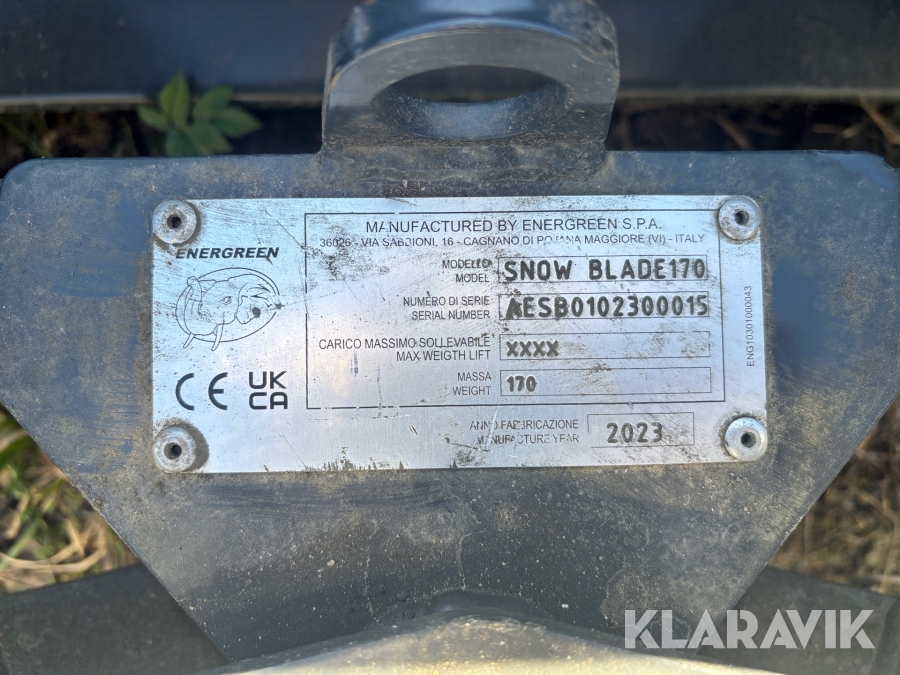 MANUFACTURED BY ENERGREEN S.P.A.
36026 - VIA SABBIONI, 16 - CAGNANO DI POJANA MAGGIORE (VI) - ITALY
ENERGREEN
MODELLO
MODEL
SNOW BLADE170
NUMERO DI SERIE
SERIAL NUMBER
AESB0102300015
CARICO MASSIMO SOLLEVABILE
MAX WEIGTH LIFT
XXXX
MASSA
WEIGHT
170
CE UK
CA
ANNO FABBRICAZIONE
MANUFACTURE YEAR
2023
ENG10301000043
KLARAVIK